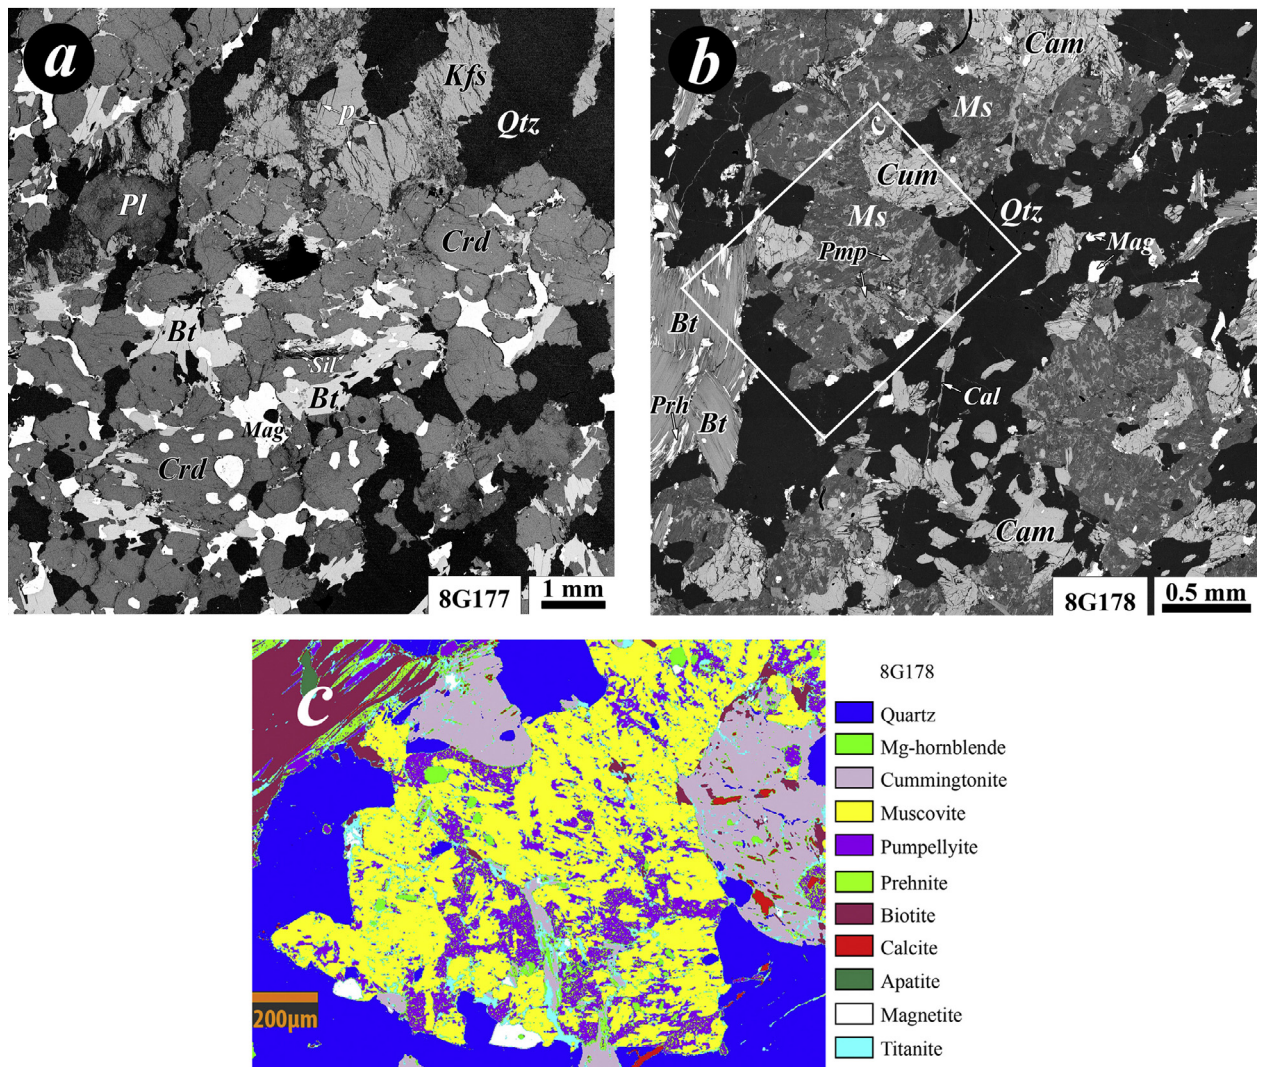 a
Kfs
p
Qtz
Pl
Crd
Bt
Sil
Bt
Mag
Crd
8G177
1 mm
b
Cam
Ms
c
Cum
Ms
Qtz
Pmp
Mag
Bt
Cal
Prh
Bt
Cam
8G178
0.5 mm
c
200µm
8G178
Quartz
Mg-hornblende
Cummingtonite
Muscovite
Pumpellyite
Prehnite
Biotite
Calcite
Apatite
Magnetite
Titanite